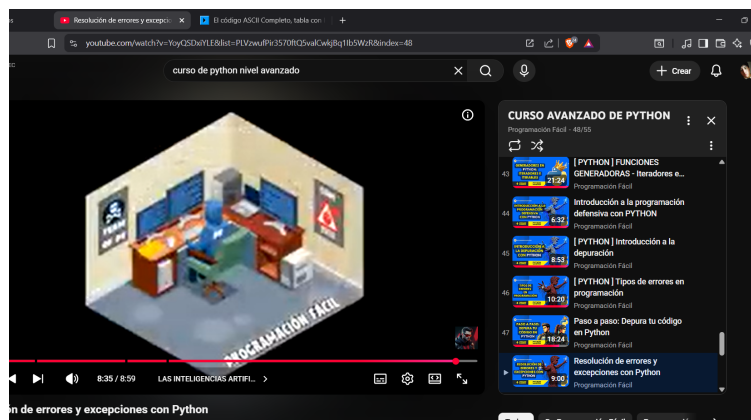 Resolución de errores y excepcio
El código ASCII Completo, tabla con
youtube.com/watch?v=YoyQSDxiYLE&list=PLVzwufPir3570ftQ5valCwkjBq1Ib5WzR&index=48
curso de python nivel avanzado
Crear
CURSO AVANZADO DE PYTHON
Programación Fácil - 48/55
43
21:24
[ PYTHON ] FUNCIONES
GENERADORAS - Iteradores e...
Programación Fácil
44
6:32
Introducción a la programación
defensiva con PYTHON
Programación Fácil
45
8:53
[ PYTHON ] Introducción a la
depuración
Programación Fácil
46
10:20
[ PYTHON ] Tipos de errores en
programación
Programación Fácil
47
18:24
Paso a paso: Depura tu código
en Python
Programación Fácil
9:00
Resolución de errores y
excepciones con Python
Programación Fácil
PROGRAMACIÓN FÁCIL
8:35 / 8:59
LAS INTELIGENCIAS ARTIFI...
ón de errores y excepciones con Python